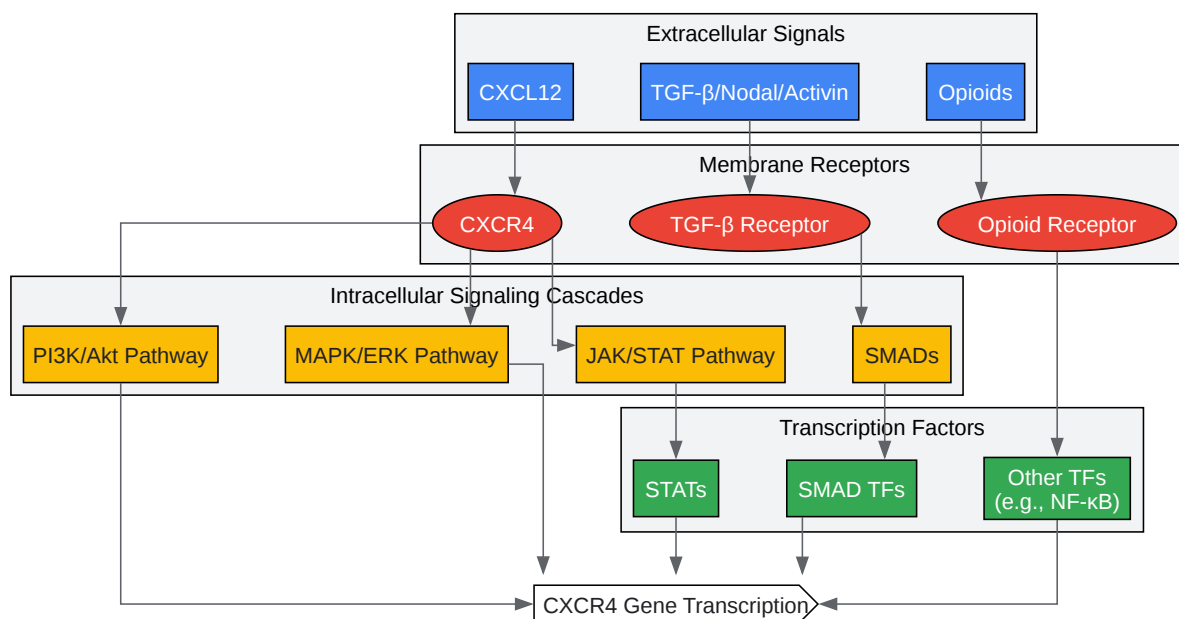 Extracellular Signals
CXCL12
TGF-β/Nodal/Activin
Opioids
Membrane Receptors
CXCR4
TGF-β Receptor
Opioid Receptor
Intracellular Signaling Cascades
PI3K/Akt Pathway
MAPK/ERK Pathway
JAK/STAT Pathway
SMADs
Transcription Factors
STATs
SMAD TFs
Other TFs
(e.g., NF-κB)
CXCR4 Gene Transcription